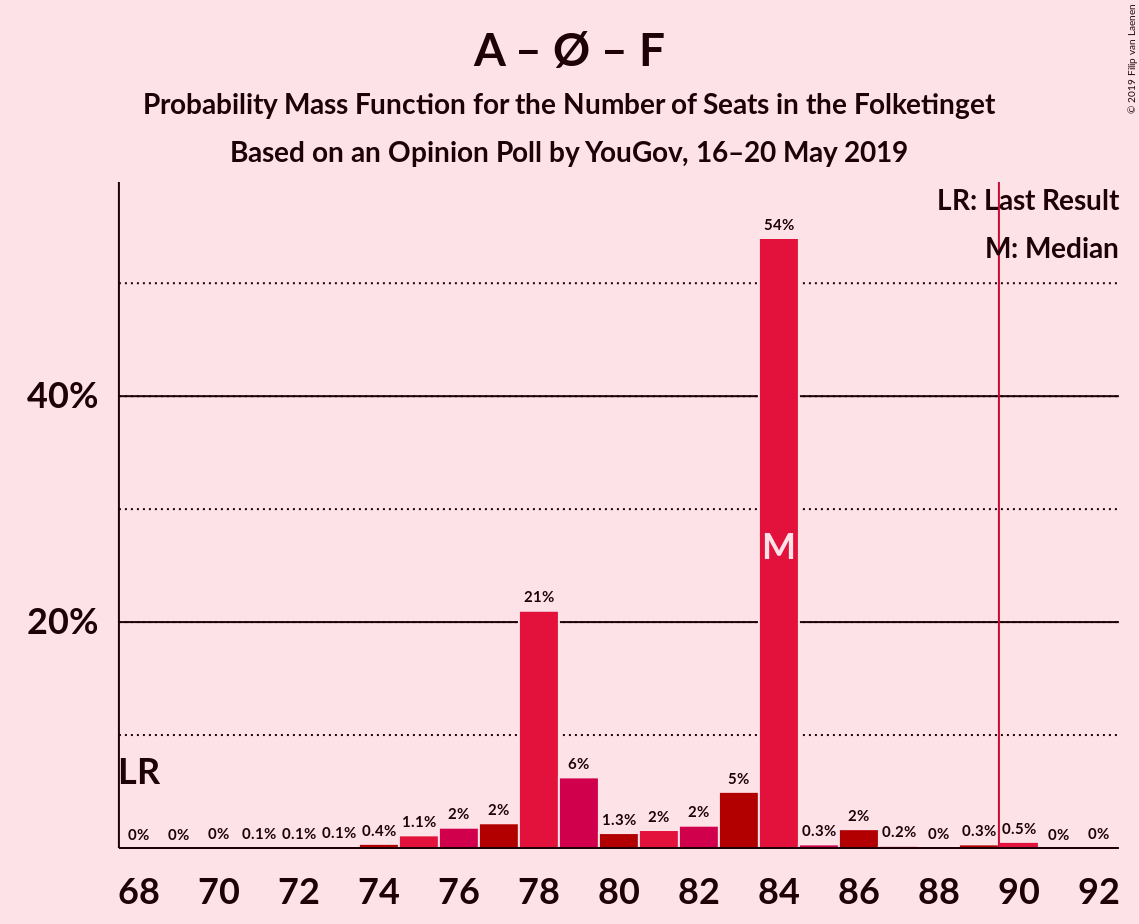 A – Ø – F
Probability Mass Function for the Number of Seats in the Folketinget
Based on an Opinion Poll by YouGov, 16–20 May 2019
© 2019 Filip van Laenen
LR: Last Result
M: Median
54%
40%
M
21%
20%
LR
0% 0% 0% 0.1% 0.1% 0.1% 0.4% 1.1% 2% 2% 6% 1.3% 2% 2% 5% 0.3% 2% 0.2% 0% 0.3% 0.5% 0% 0%
68 70 72 74 76 78 80 82 84 86 88 90 92